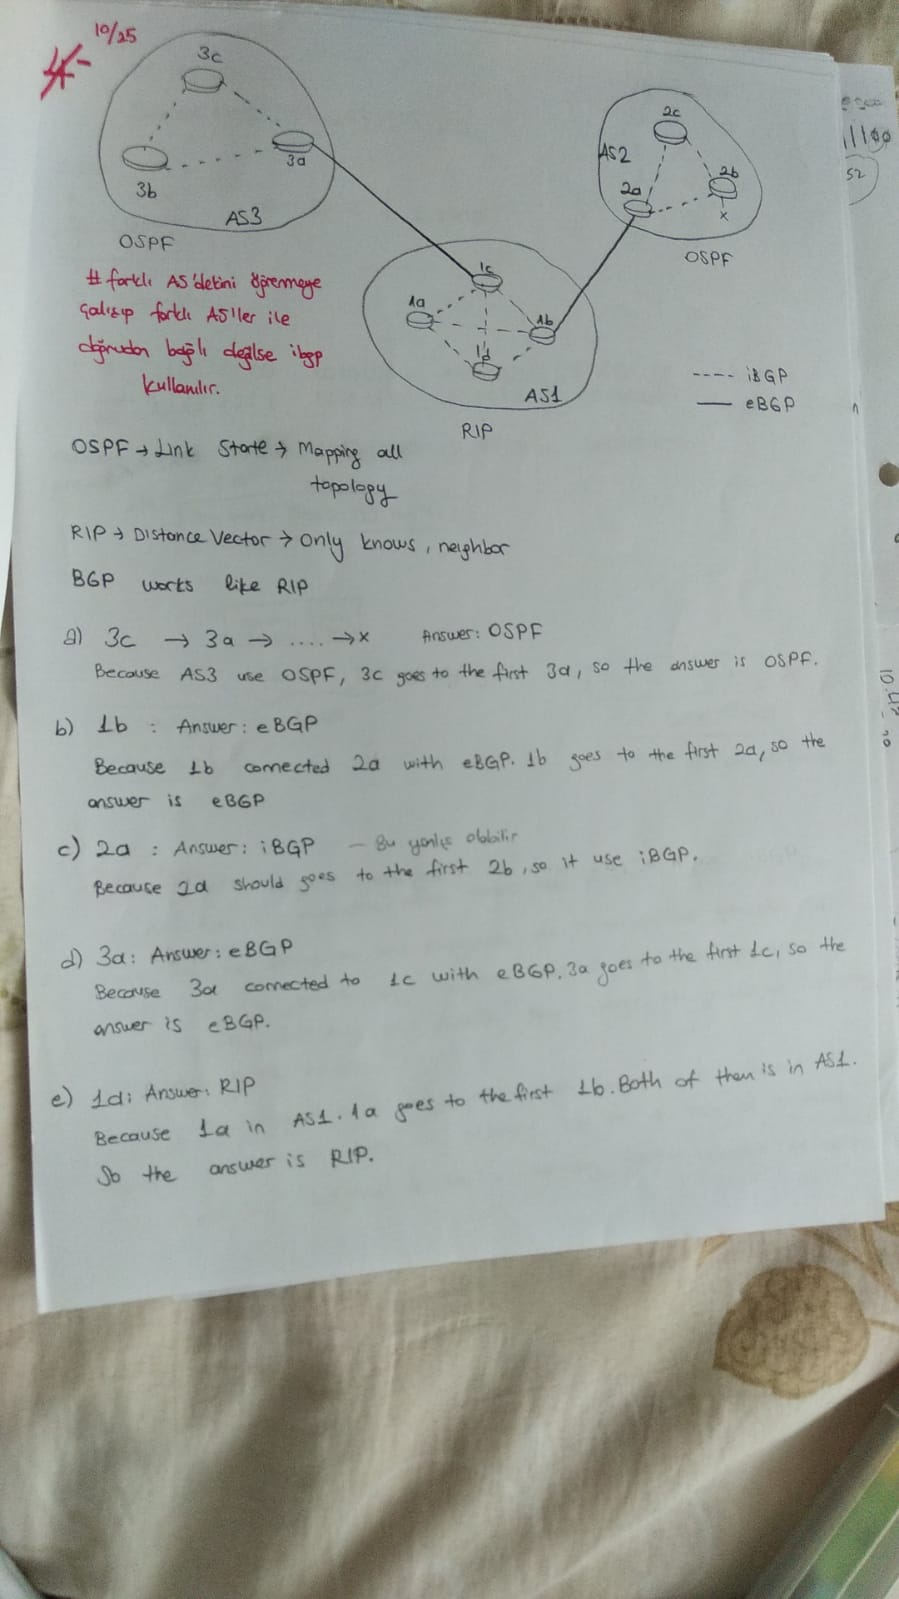 4-
10/25
3c
3a
3b
AS3
OSPF
2c
AS2
2b
2a
x
OSPF
1c
1a
1b
1d
AS1
RIP
---- iBGP
— eBGP
# farklı AS'dekini öğrenmeye
çalışıp farklı AS'ler ile
doğrudan bağlı değilse ibgp
kullanılır.
OSPF → Link State → Mapping all
topology
RIP → Distance Vector → Only knows, neighbor
BGP works like RIP
a) 3c → 3a → .... → x Answer: OSPF
Because AS3 use OSPF, 3c goes to the first 3a, so the answer is OSPF.
b) 1b : Answer: eBGP
Because 1b connected 2a with eBGP. 1b goes to the first 2a, so the
answer is eBGP
c) 2a : Answer: iBGP — Bu yanlış olabilir
Because 2a should goes to the first 2b, so it use iBGP.
d) 3a: Answer: eBGP
Because 3a connected to 1c with eBGP. 3a goes to the first 1c, so the
answer is eBGP.
e) 1d: Answer: RIP
Because 1a in AS1. 1a goes to the first 1b. Both of them is in AS1.
So the answer is RIP.
52